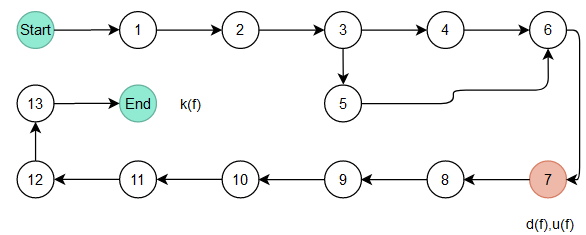 Start 1 2 3 4 6
13 End k(f) 5
12 11 10 9 8 7
d(f),u(f)